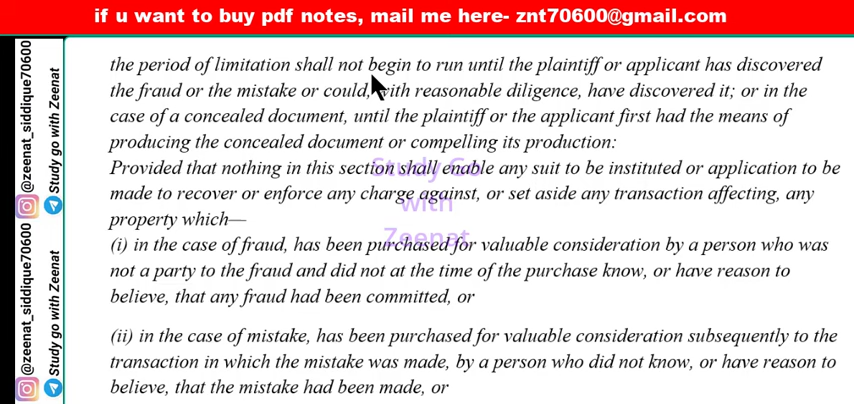 if u want to buy pdf notes, mail me here- znt70600@gmail.com
the period of limitation shall not begin to run until the plaintiff or applicant has discovered
the fraud or the mistake or could, with reasonable diligence, have discovered it; or in the
case of a concealed document, until the plaintiff or the applicant first had the means of
producing the concealed document or compelling its production:
Provided that nothing in this section shall enable any suit to be instituted or application to be
made to recover or enforce any charge against, or set aside any transaction affecting, any
property which—
(i) in the case of fraud, has been purchased for valuable consideration by a person who was
not a party to the fraud and did not at the time of the purchase know, or have reason to
believe, that any fraud had been committed, or
(ii) in the case of mistake, has been purchased for valuable consideration subsequently to the
transaction in which the mistake was made, by a person who did not know, or have reason to
believe, that the mistake had been made, or
Study Go
with
Zeenat
@zeenat_siddique70600
Study go with Zeenat
@zeenat_siddique70600
Study go with Zeenat